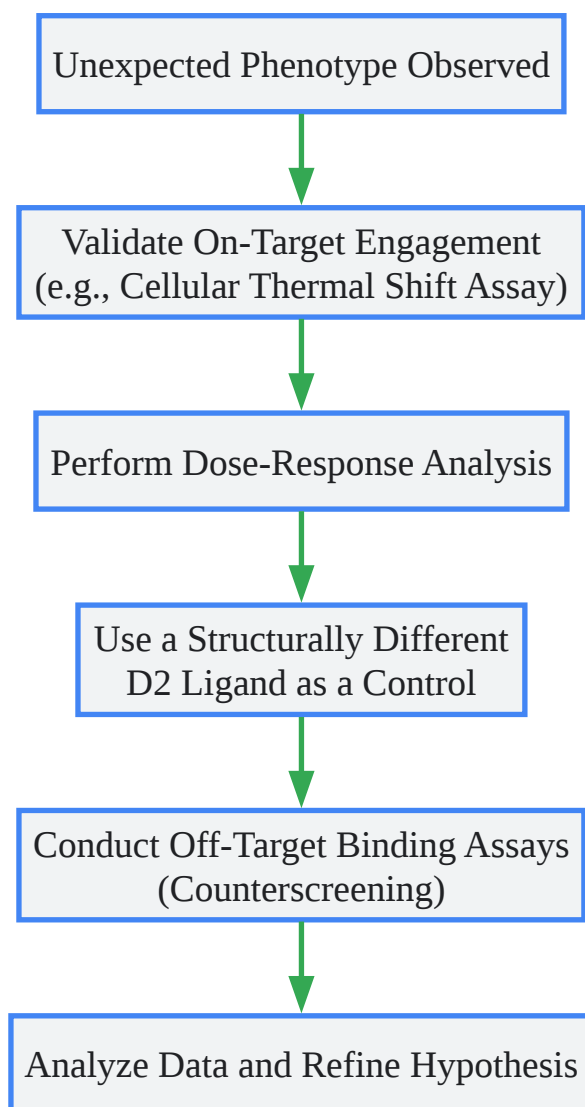 Unexpected Phenotype Observed
Validate On-Target Engagement
(e.g., Cellular Thermal Shift Assay)
Perform Dose-Response Analysis
Use a Structurally Different
D2 Ligand as a Control
Conduct Off-Target Binding Assays
(Counterscreening)
Analyze Data and Refine Hypothesis